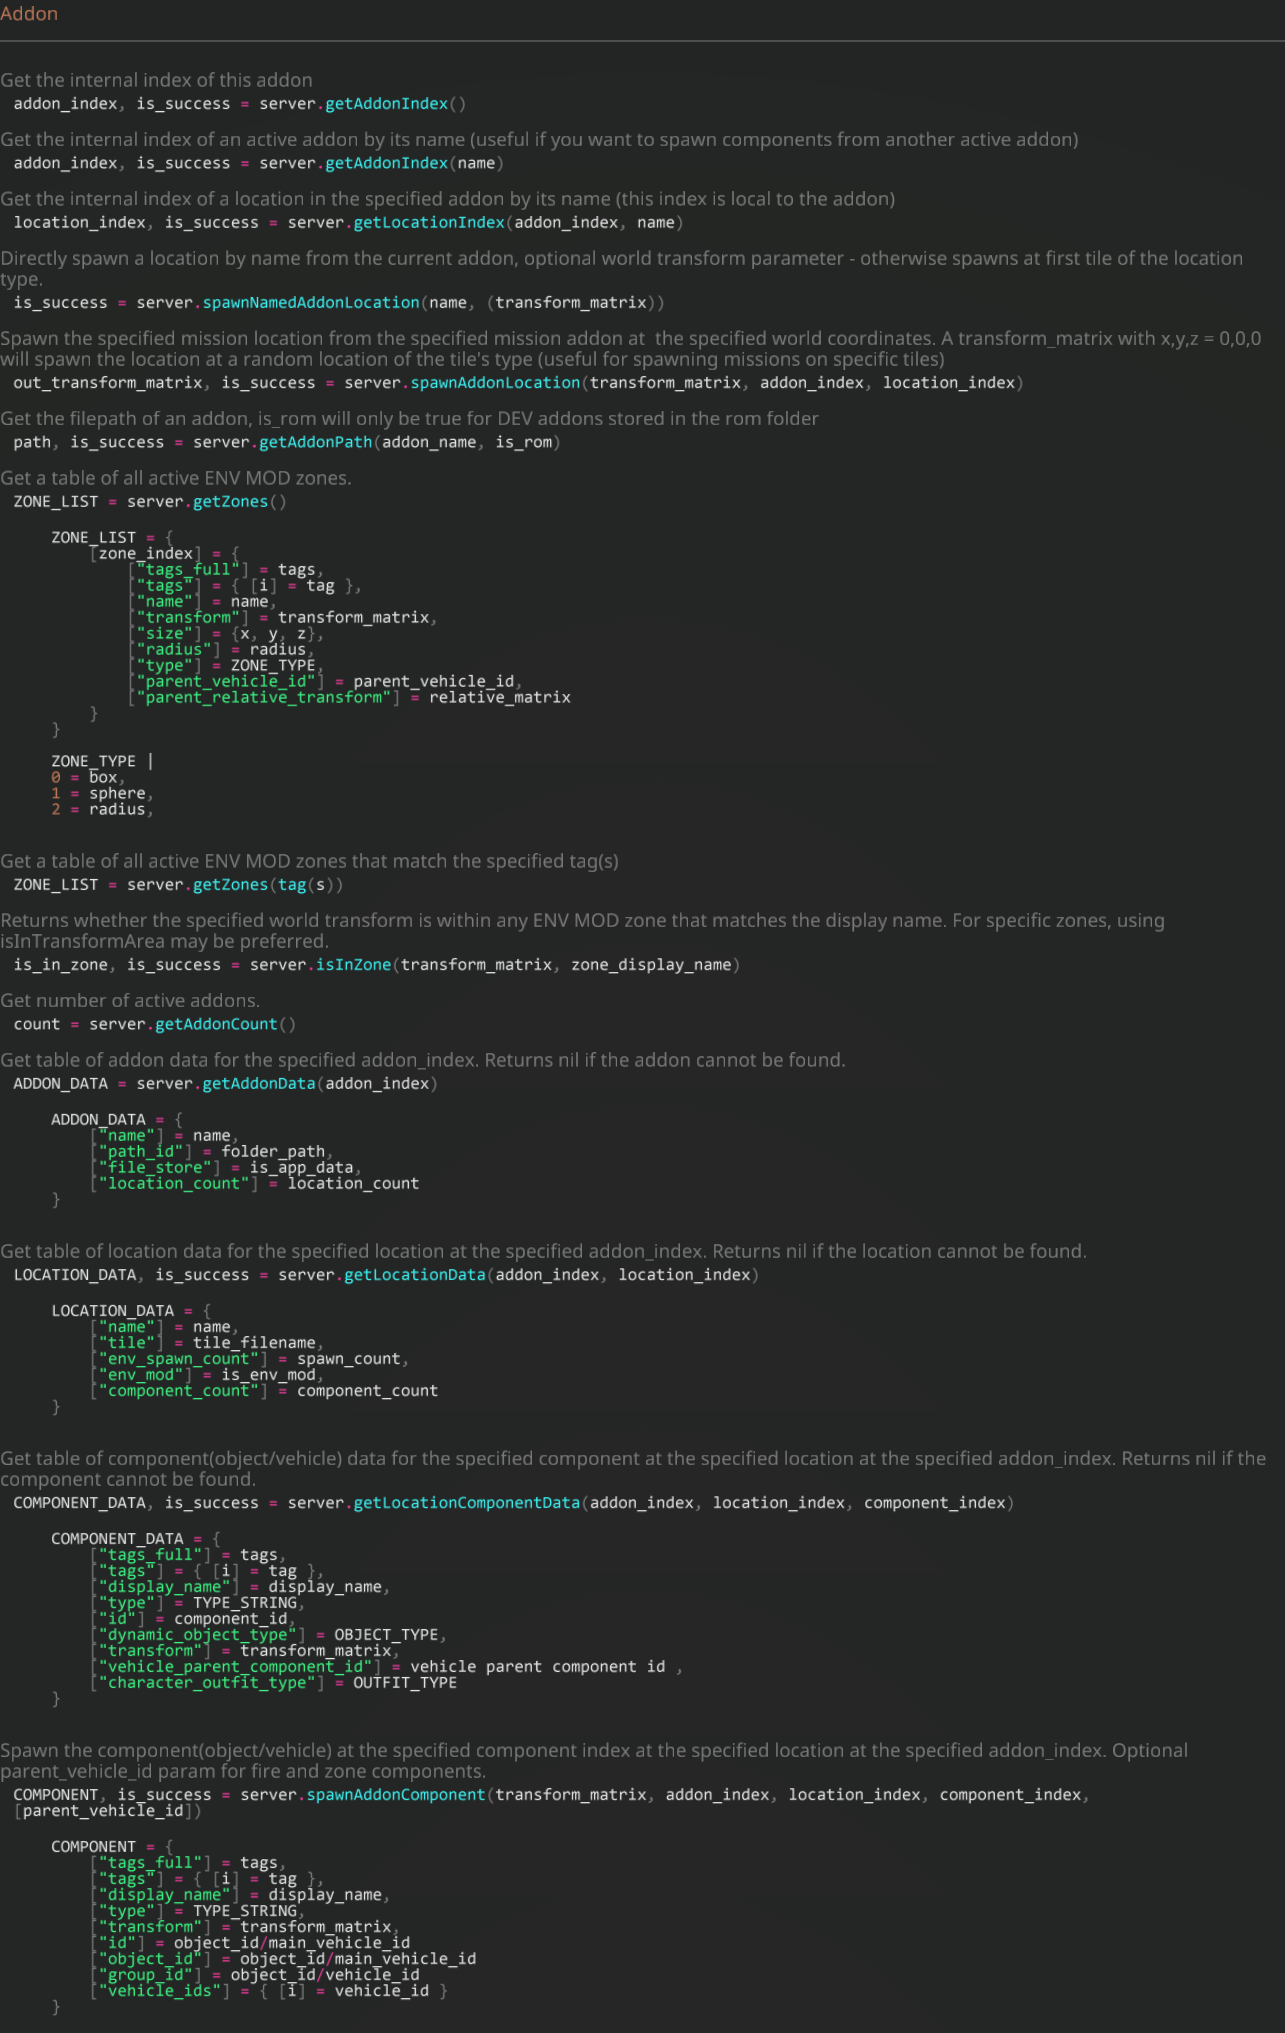 Addon
Get the internal index of this addon
addon_index, is_success = server.getAddonIndex()
Get the internal index of an active addon by its name (useful if you want to spawn components from another active addon)
addon_index, is_success = server.getAddonIndex(name)
Get the internal index of a location in the specified addon by its name (this index is local to the addon)
location_index, is_success = server.getLocationIndex(addon_index, name)
Directly spawn a location by name from the current addon, optional world transform parameter - otherwise spawns at first tile of the location
type.
is_success = server.spawnNamedAddonLocation(name, (transform_matrix))
Spawn the specified mission location from the specified mission addon at  the specified world coordinates. A transform_matrix with x,y,z = 0,0,0
will spawn the location at a random location of the tile's type (useful for spawning missions on specific tiles)
out_transform_matrix, is_success = server.spawnAddonLocation(transform_matrix, addon_index, location_index)
Get the filepath of an addon, is_rom will only be true for DEV addons stored in the rom folder
path, is_success = server.getAddonPath(addon_name, is_rom)
Get a table of all active ENV MOD zones.
ZONE_LIST = server.getZones()
ZONE_LIST = {
[zone_index] = {
["tags_full"] = tags,
["tags"] = { [i] = tag },
["name"] = name,
["transform"] = transform_matrix,
["size"] = {x, y, z},
["radius"] = radius,
["type"] = ZONE_TYPE,
["parent_vehicle_id"] = parent_vehicle_id,
["parent_relative_transform"] = relative_matrix
}
}
ZONE_TYPE |
0 = box,
1 = sphere,
2 = radius,
Get a table of all active ENV MOD zones that match the specified tag(s)
ZONE_LIST = server.getZones(tag(s))
Returns whether the specified world transform is within any ENV MOD zone that matches the display name. For specific zones, using
isInTransformArea may be preferred.
is_in_zone, is_success = server.isInZone(transform_matrix, zone_display_name)
Get number of active addons.
count = server.getAddonCount()
Get table of addon data for the specified addon_index. Returns nil if the addon cannot be found.
ADDON_DATA = server.getAddonData(addon_index)
ADDON_DATA = {
["name"] = name,
["path_id"] = folder_path,
["file_store"] = is_app_data,
["location_count"] = location_count
}
Get table of location data for the specified location at the specified addon_index. Returns nil if the location cannot be found.
LOCATION_DATA, is_success = server.getLocationData(addon_index, location_index)
LOCATION_DATA = {
["name"] = name,
["tile"] = tile_filename,
["env_spawn_count"] = spawn_count,
["env_mod"] = is_env_mod,
["component_count"] = component_count
}
Get table of component(object/vehicle) data for the specified component at the specified location at the specified addon_index. Returns nil if the
component cannot be found.
COMPONENT_DATA, is_success = server.getLocationComponentData(addon_index, location_index, component_index)
COMPONENT_DATA = {
["tags_full"] = tags,
["tags"] = { [i] = tag },
["display_name"] = display_name,
["type"] = TYPE_STRING,
["id"] = component_id,
["dynamic_object_type"] = OBJECT_TYPE,
["transform"] = transform_matrix,
["vehicle_parent_component_id"] = vehicle parent component id ,
["character_outfit_type"] = OUTFIT_TYPE
}
Spawn the component(object/vehicle) at the specified component index at the specified location at the specified addon_index. Optional
parent_vehicle_id param for fire and zone components.
COMPONENT, is_success = server.spawnAddonComponent(transform_matrix, addon_index, location_index, component_index,
[parent_vehicle_id])
COMPONENT = {
["tags_full"] = tags,
["tags"] = { [i] = tag },
["display_name"] = display_name,
["type"] = TYPE_STRING,
["transform"] = transform_matrix,
["id"] = object_id/main_vehicle_id
["object_id"] = object_id/main_vehicle_id
["group_id"] = object_id/vehicle_id
["vehicle_ids"] = { [i] = vehicle_id }
}